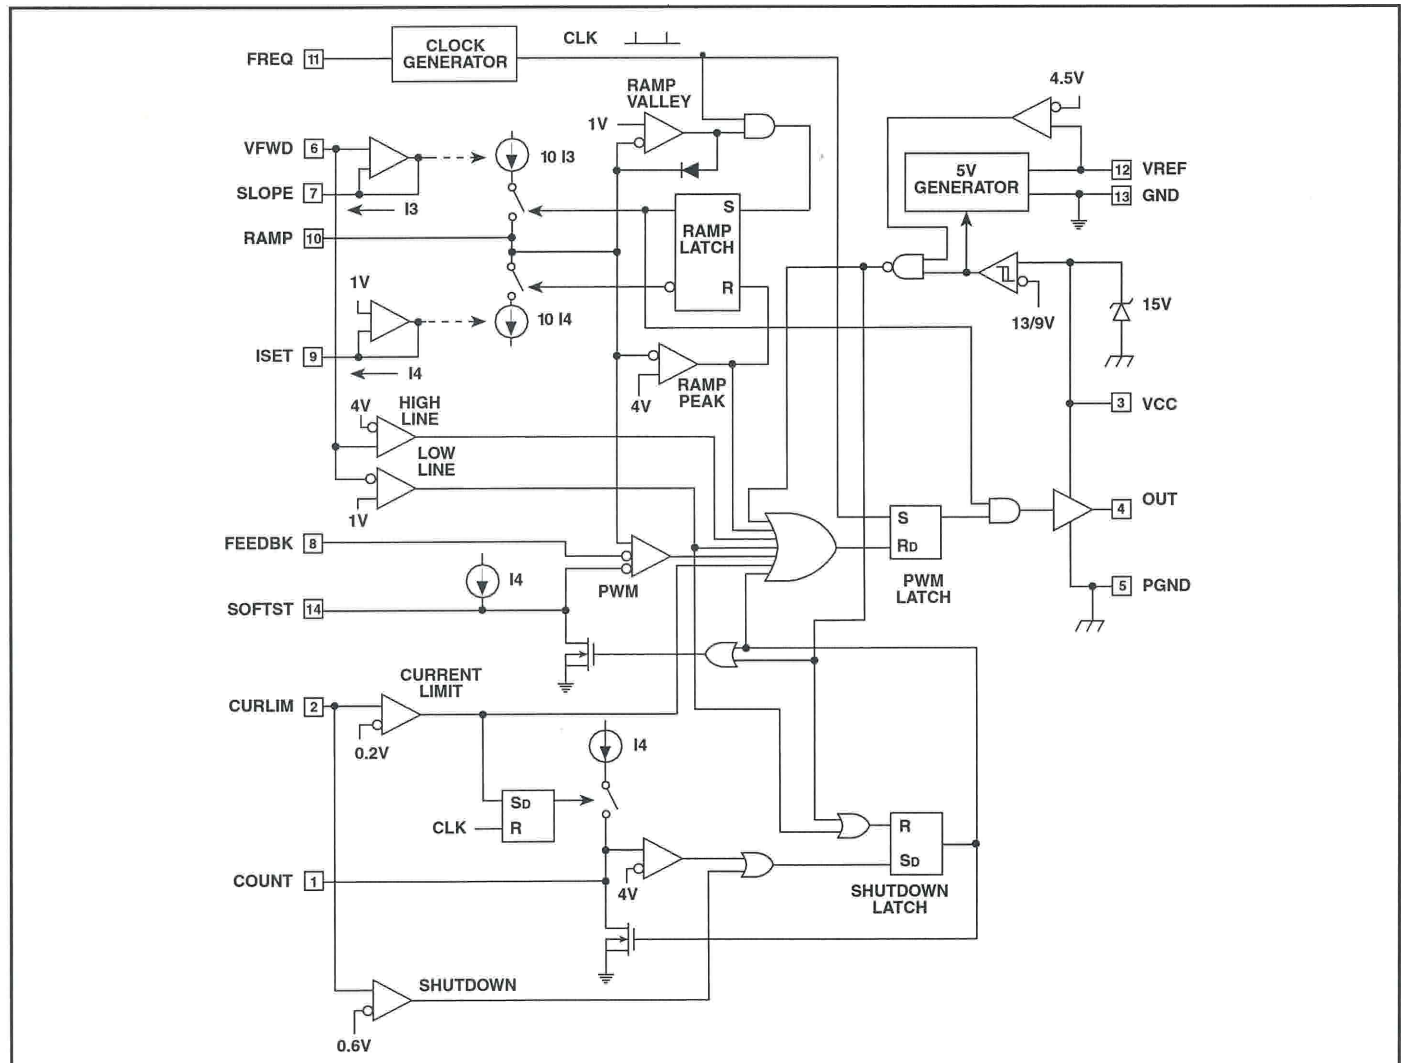 CLK
FREQ 11
CLOCK
GENERATOR
RAMP
VALLEY
4.5V
1V
VFWD 6
10 I3
5V
GENERATOR
12 VREF
SLOPE 7
I3
13 GND
S
RAMP
LATCH
R
RAMP 10
1V
13/9V
15V
10 I4
ISET 9
I4
4V
RAMP
PEAK
4V
HIGH
LINE
3 VCC
LOW
LINE
1V
4 OUT
S
RD
FEEDBK 8
I4
PWM
PWM
LATCH
5 PGND
SOFTST 14
CURRENT
LIMIT
CURLIM 2
0.2V
I4
SD
R
CLK
R
SD
4V
COUNT 1
SHUTDOWN
LATCH
SHUTDOWN
0.6V